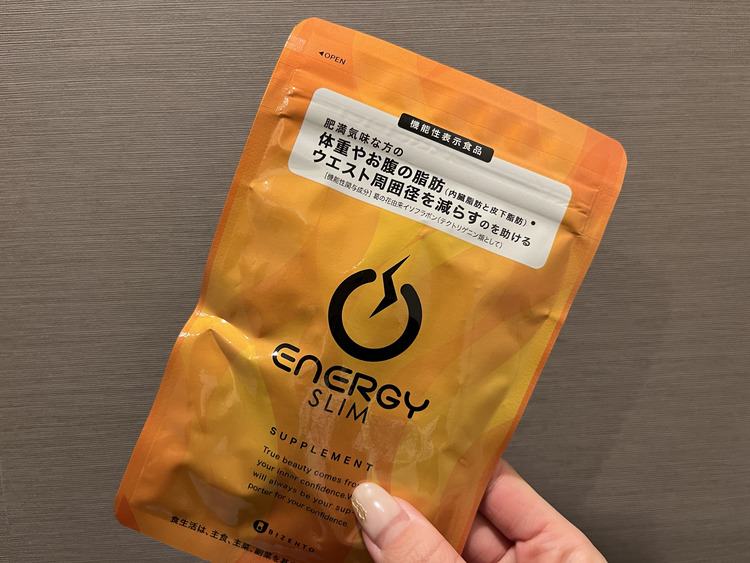 ◀OPEN
機能性表示食品
肥満気味な方の
体重やお腹の脂肪(内臓脂肪と皮下脂肪)●
ウエスト周囲径を減らすのを助ける
[機能性関与成分]葛の花由来イソフラボン(テクトリゲニン類として)
ENERGY
SLIM
SUPPLEMENT
True beauty comes from
your inner confidence.W
will always be your sup
porter for your confidence.
BIZENTO
食生活は、主食、主菜、副菜を基